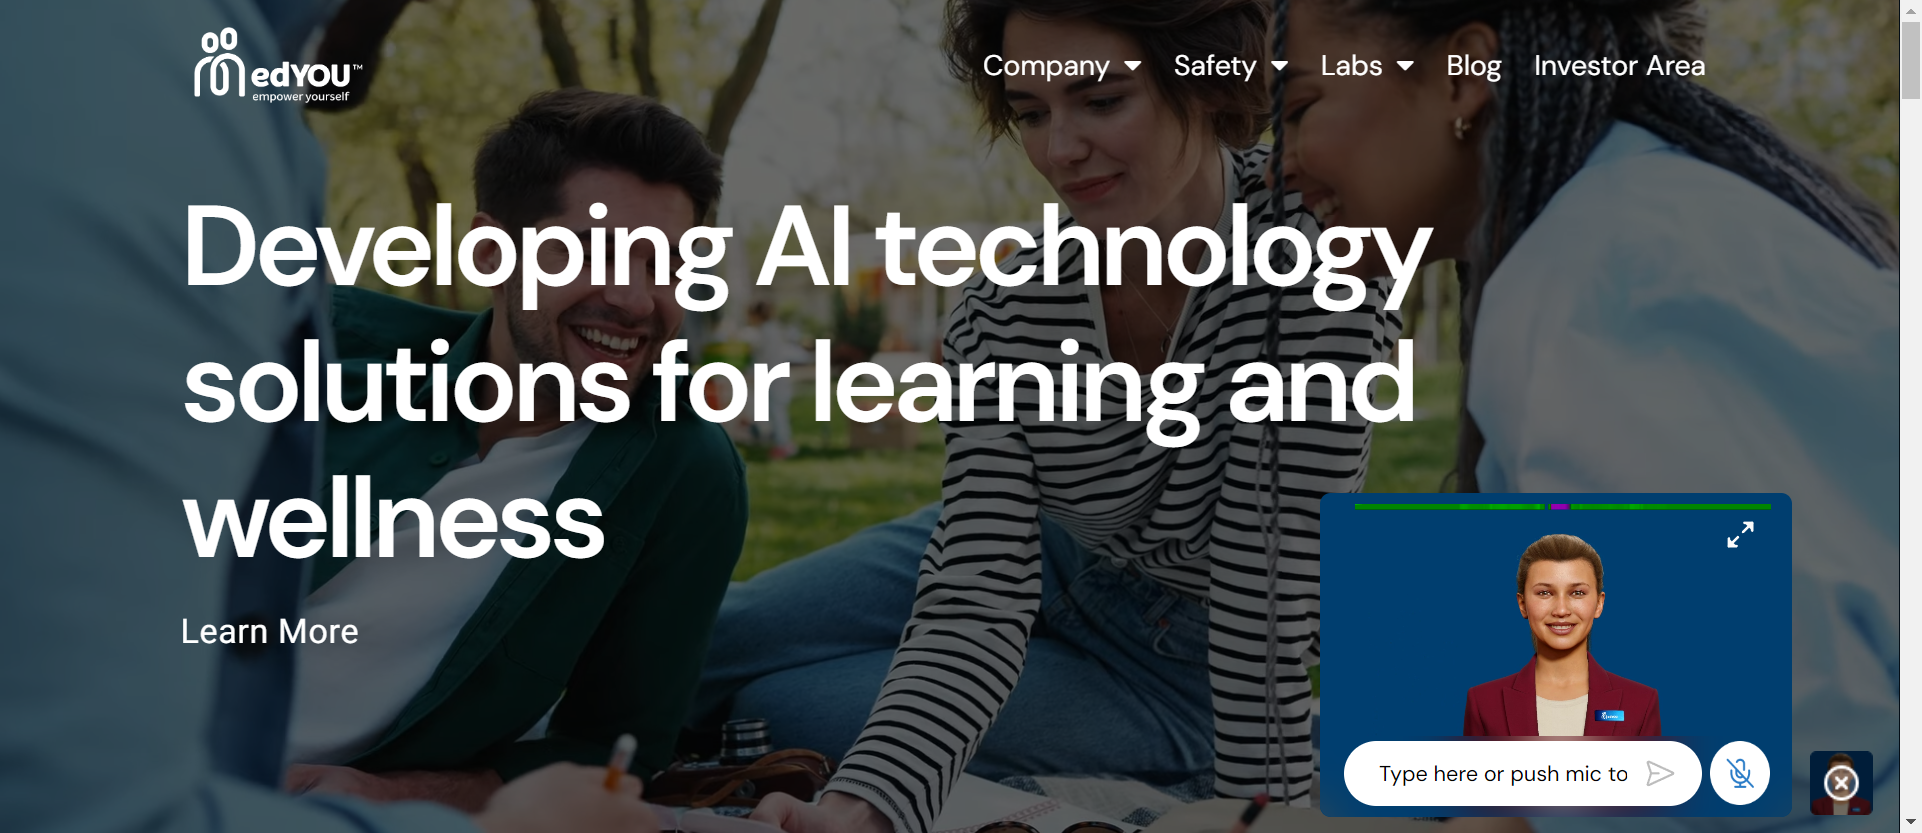 edYOU™
empower yourself
Company
Safety
Labs
Blog
Investor Area
Developing AI technology
solutions for learning and
wellness
Learn More
Type here or push mic to